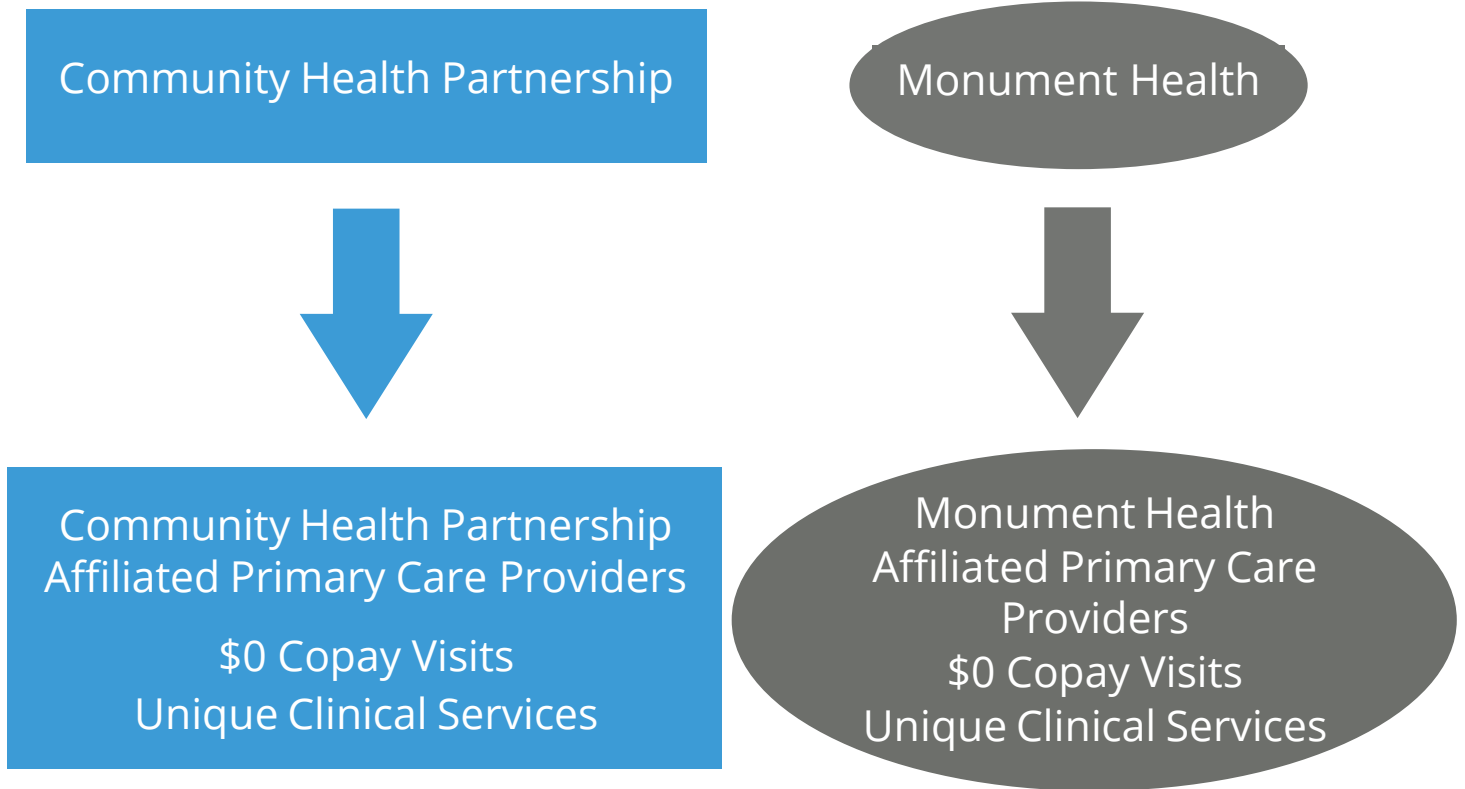 Community Health Partnership
Monument Health
Community Health Partnership
Affiliated Primary Care Providers
$0 Copay Visits
Unique Clinical Services
Monument Health
Affiliated Primary Care
Providers
$0 Copay Visits
Unique Clinical Services